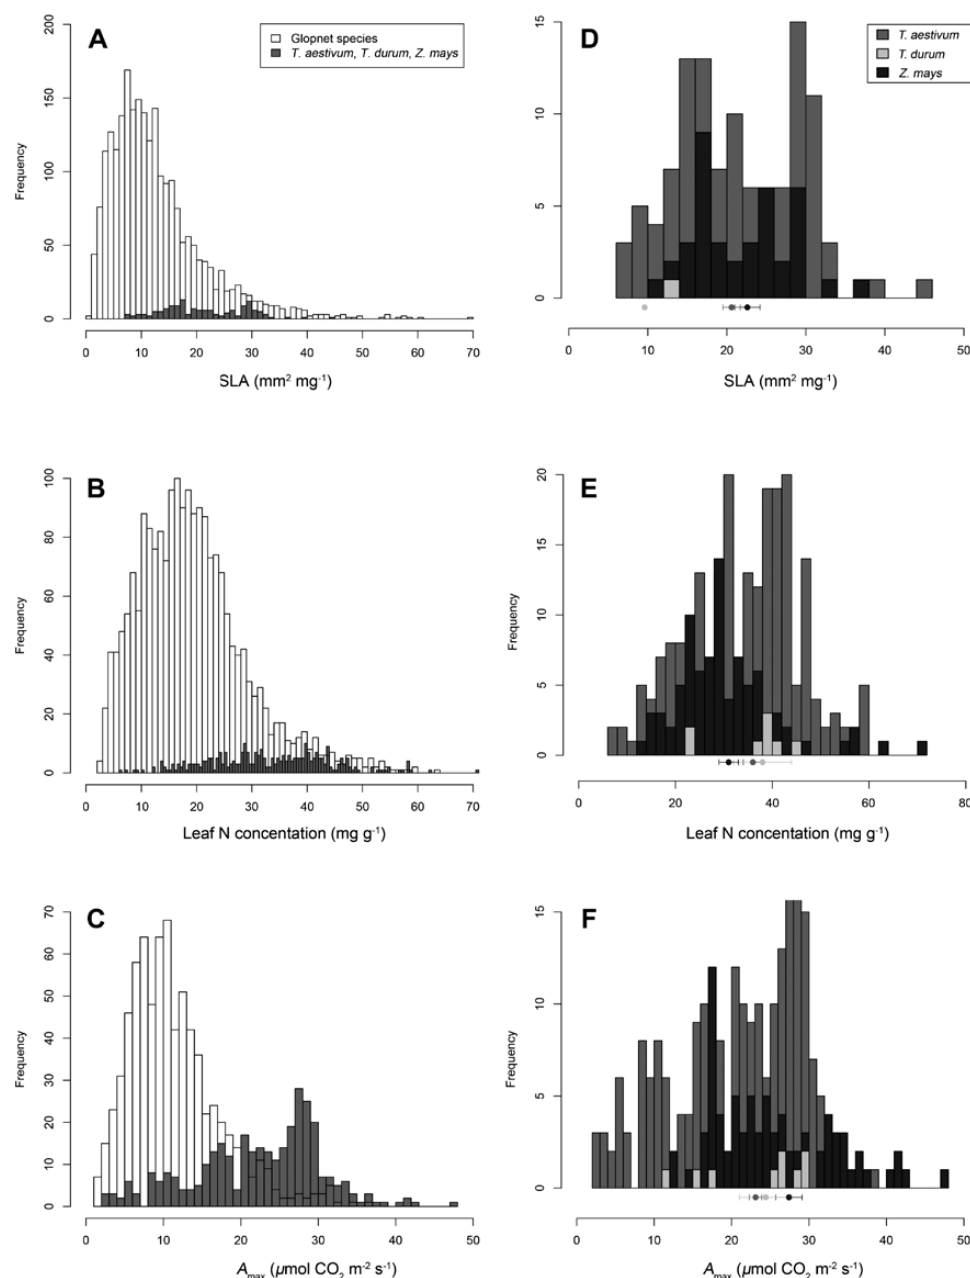 A
Glopnet species
T. aestivum, T. durum, Z. mays
Frequency
0 50 100 150 200
0 10 20 30 40 50 60 70
SLA (mm² mg⁻¹)
D
T. aestivum
T. durum
Z. mays
0 5 10 15
0 10 20 30 40 50
SLA (mm² mg⁻¹)
B
Frequency
0 20 40 60 80 100
0 10 20 30 40 50 60 70
Leaf N concentation (mg g⁻¹)
E
Frequency
0 5 10 15 20
0 20 40 60 80
Leaf N concentation (mg g⁻¹)
C
Frequency
0 10 20 30 40 50 60 70
0 10 20 30 40 50
Amax (µmol CO₂ m⁻² s⁻¹)
F
Frequency
0 5 10 15
0 10 20 30 40 50
Amax (µmol CO₂ m⁻² s⁻¹)